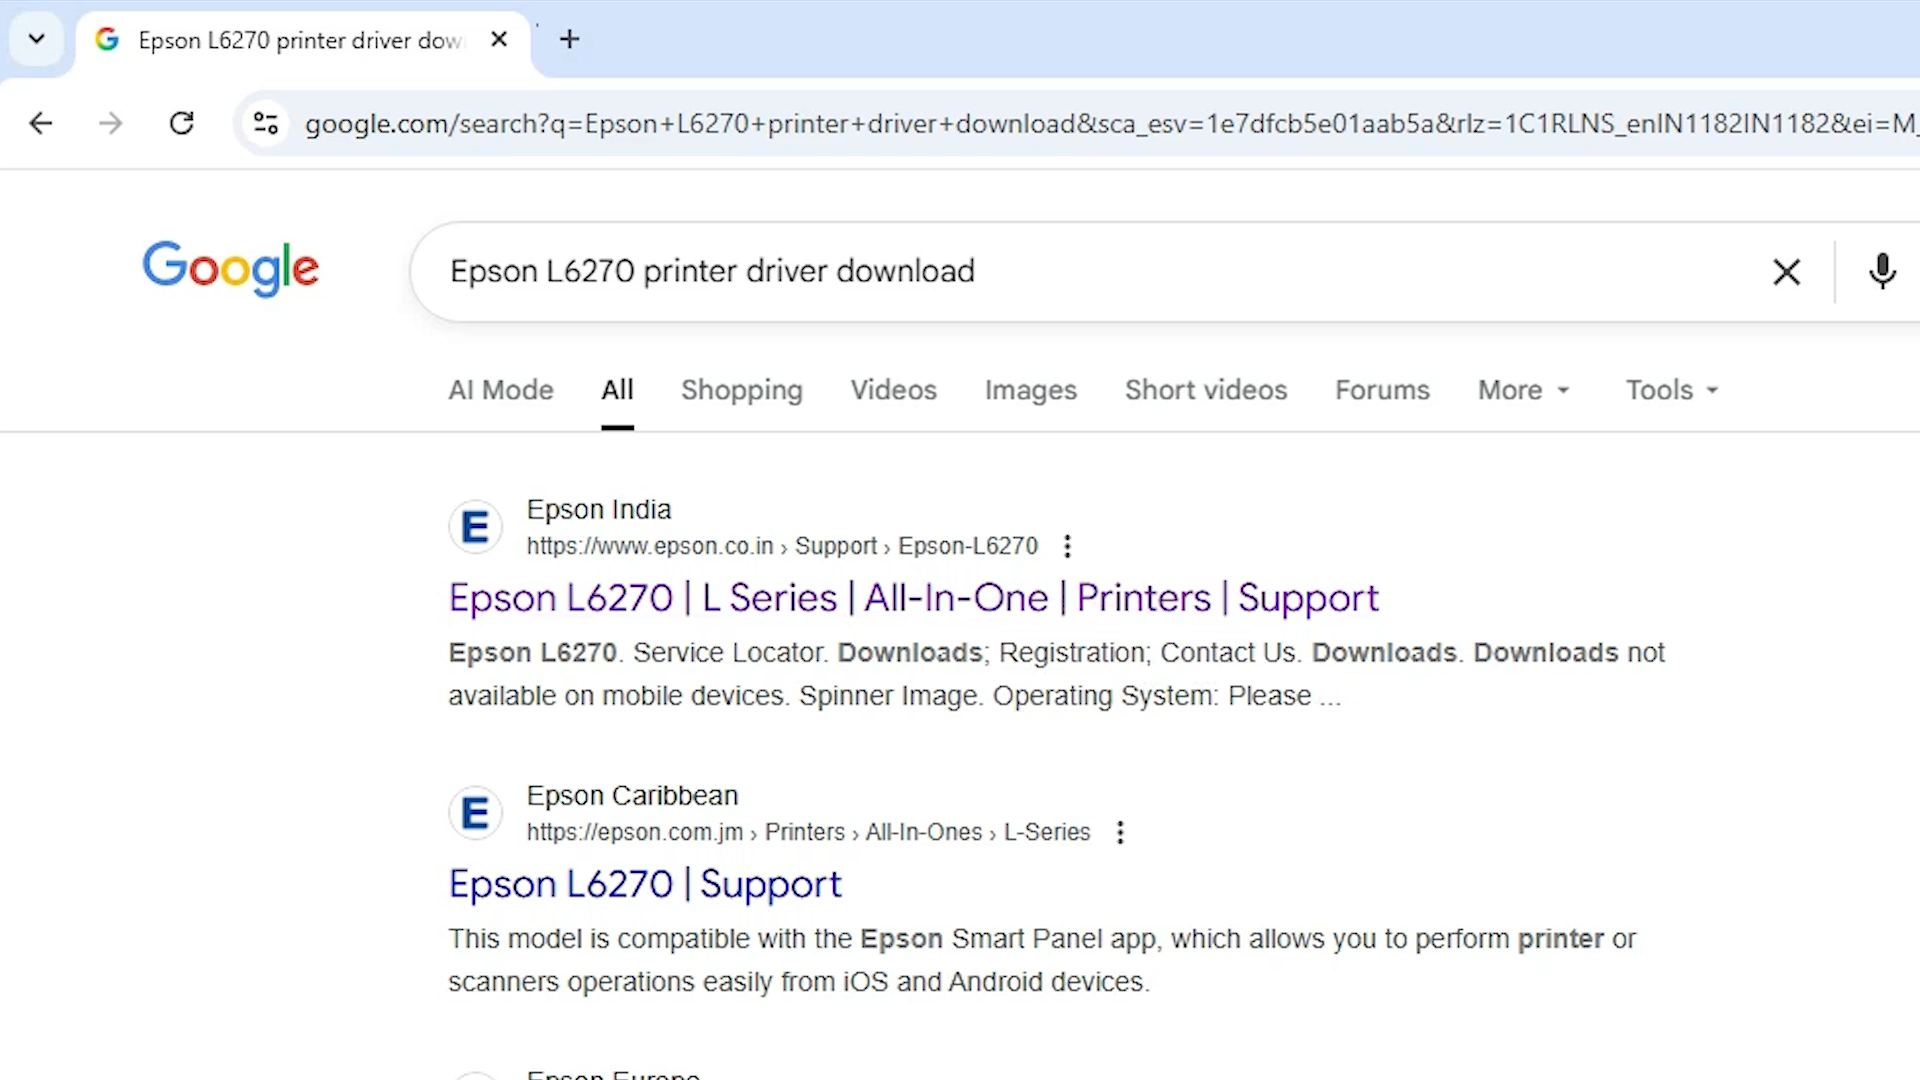 Epson L6270 printer driver dow
google.com/search?q=Epson+L6270+printer+driver+download&sca_esv=1e7dfcb5e01aab5a&rlz=1C1RLNS_enIN1182IN1182&ei=M_
Google
Epson L6270 printer driver download
AI Mode All Shopping Videos Images Short videos Forums More Tools
Epson India
https://www.epson.co.in › Support › Epson-L6270
Epson L6270 | L Series | All-In-One | Printers | Support
Epson L6270. Service Locator. Downloads; Registration; Contact Us. Downloads. Downloads not
available on mobile devices. Spinner Image. Operating System: Please ...
Epson Caribbean
https://epson.com.jm › Printers › All-In-Ones › L-Series
Epson L6270 | Support
This model is compatible with the Epson Smart Panel app, which allows you to perform printer or
scanners operations easily from iOS and Android devices.
Epson Europe